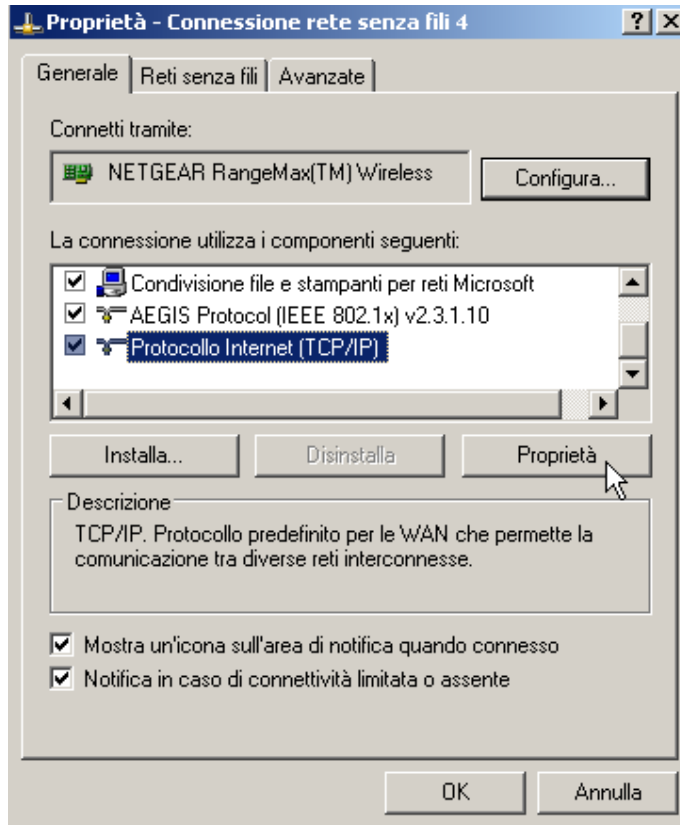 Proprietà - Connessione rete senza fili 4
Generale
Reti senza fili
Avanzate
Connetti tramite:
NETGEAR RangeMax(TM) Wireless
Configura...
La connessione utilizza i componenti seguenti:
Condivisione file e stampanti per reti Microsoft
AEGIS Protocol (IEEE 802.1x) v2.3.1.10
Protocollo Internet (TCP/IP)
Installa...
Disinstalla
Proprietà
Descrizione
TCP/IP. Protocollo predefinito per le WAN che permette la
comunicazione tra diverse reti interconnesse.
Mostra un'icona sull'area di notifica quando connesso
Notifica in caso di connettività limitata o assente
OK
Annulla